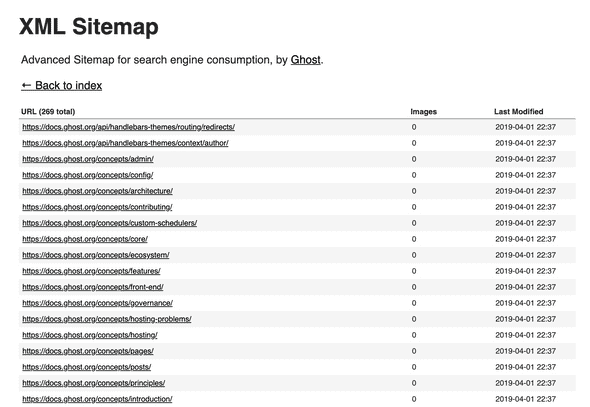 XML Sitemap
Advanced Sitemap for search engine consumption, by Ghost.
← Back to index
URL (269 total) Images Last Modified
https://docs.ghost.org/api/handlebars-themes/routing/redirects/ 0 2019-04-01 22:37
https://docs.ghost.org/api/handlebars-themes/context/author/ 0 2019-04-01 22:37
https://docs.ghost.org/concepts/admin/ 0 2019-04-01 22:37
https://docs.ghost.org/concepts/config/ 0 2019-04-01 22:37
https://docs.ghost.org/concepts/architecture/ 0 2019-04-01 22:37
https://docs.ghost.org/concepts/contributing/ 0 2019-04-01 22:37
https://docs.ghost.org/concepts/custom-schedulers/ 0 2019-04-01 22:37
https://docs.ghost.org/concepts/core/ 0 2019-04-01 22:37
https://docs.ghost.org/concepts/ecosystem/ 0 2019-04-01 22:37
https://docs.ghost.org/concepts/features/ 0 2019-04-01 22:37
https://docs.ghost.org/concepts/front-end/ 0 2019-04-01 22:37
https://docs.ghost.org/concepts/governance/ 0 2019-04-01 22:37
https://docs.ghost.org/concepts/hosting-problems/ 0 2019-04-01 22:37
https://docs.ghost.org/concepts/hosting/ 0 2019-04-01 22:37
https://docs.ghost.org/concepts/pages/ 0 2019-04-01 22:37
https://docs.ghost.org/concepts/posts/ 0 2019-04-01 22:37
https://docs.ghost.org/concepts/principles/ 0 2019-04-01 22:37
https://docs.ghost.org/concepts/introduction/ 0 2019-04-01 22:37